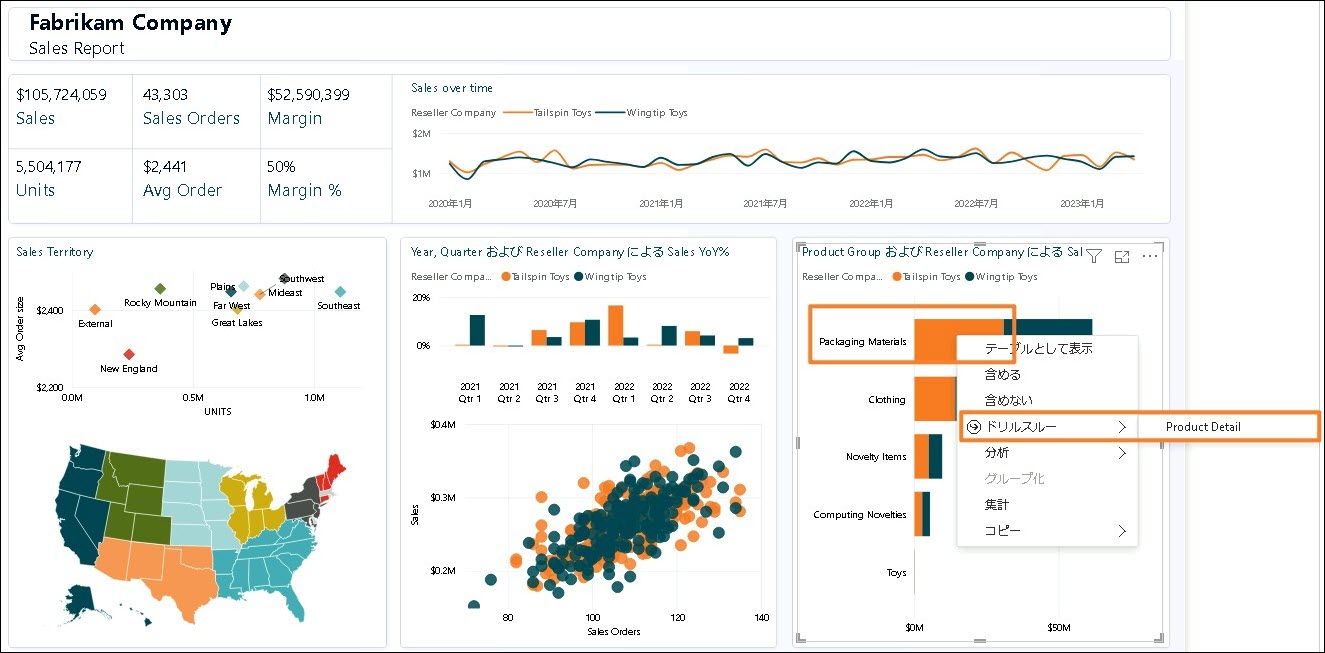 Fabrikam Company
Sales Report
$105,724,059
Sales
43,303
Sales Orders
$52,590,399
Margin
5,504,177
Units
$2,441
Avg Order
50%
Margin %
Sales over time
Reseller Company Tailspin Toys Wingtip Toys
$2M
$1M
2020年1月 2020年7月 2021年1月 2021年7月 2022年1月 2022年7月 2023年1月
Sales Territory
Avg Order size
$2,400
$2,200
Plains
Southwest
Rocky Mountain
Far West
Mideast
Southeast
External
Great Lakes
New England
0.0M 0.5M 1.0M
UNITS
Year, Quarter および Reseller Company による Sales YoY%
Reseller Compa... Tailspin Toys Wingtip Toys
20%
0%
2021 2021 2021 2021 2022 2022 2022 2022
Qtr 1 Qtr 2 Qtr 3 Qtr 4 Qtr 1 Qtr 2 Qtr 3 Qtr 4
$0.4M
$0.3M
$0.2M
Sales
80 100 120 140
Sales Orders
Product Group および Reseller Company による Sal
Reseller Compa... Tailspin Toys Wingtip Toys
Packaging Materials
Clothing
Novelty Items
Computing Novelties
Toys
$0M $50M
テーブルとして表示
含める
含めない
ドリルスルー
Product Detail
分析
グループ化
集計
コピー